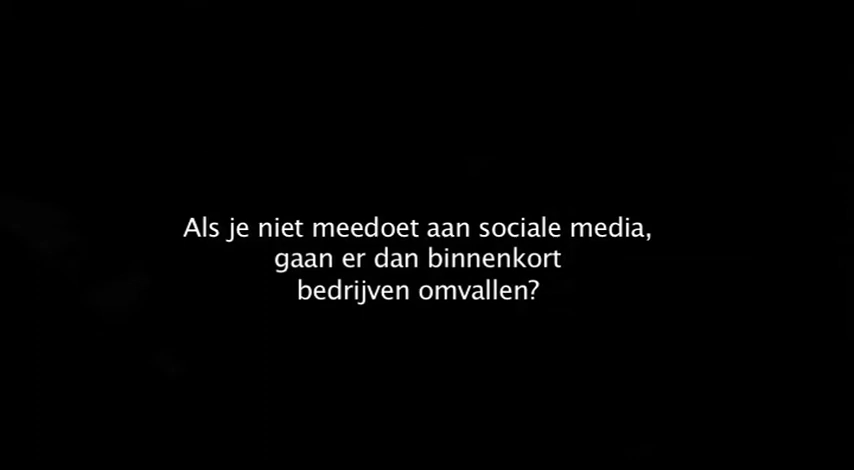 Als je niet meedoet aan sociale media,
gaan er dan binnenkort
bedrijven omvallen?